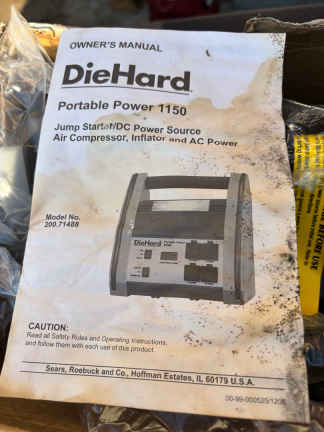 OWNER'S MANUAL
DieHard
Portable Power 1150
Jump Starter/DC Power Source
Air Compressor, Inflator and AC Power
Model No.
200.71488
DieHard
CAUTION:
Read all Safety Rules and Operating Instructions,
and follow them with each use of this product.
Sears, Roebuck and Co., Hoffman Estates, IL 60179 U.S.A.
BEFORE USE